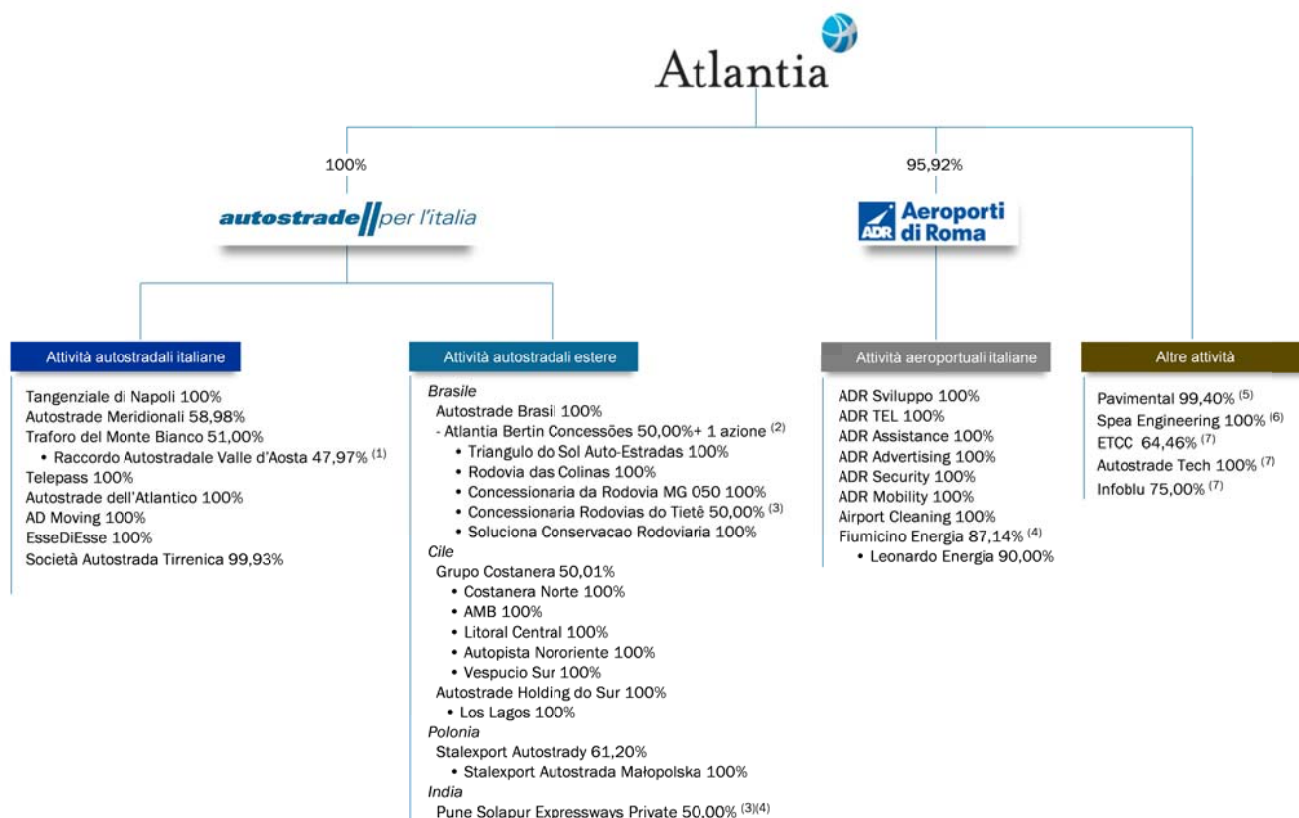 Atlantia
100%
95,92%
autostrade per l'italia
ADR Aeroporti di Roma
Attività autostradali italiane
Tangenziale di Napoli 100%
Autostrade Meridionali 58,98%
Traforo del Monte Bianco 51,00%
• Raccordo Autostradale Valle d'Aosta 47,97% (1)
Telepass 100%
Autostrade dell'Atlantico 100%
AD Moving 100%
EsseDiEsse 100%
Società Autostrada Tirrenica 99,93%
Attività autostradali estere
Brasile
Autostrade Brasil 100%
- Atlantia Bertin Concessões 50,00%+ 1 azione (2)
• Triangulo do Sol Auto-Estradas 100%
• Rodovia das Colinas 100%
• Concessionaria da Rodovia MG 050 100%
• Concessionaria Rodovias do Tietê 50,00% (3)
• Soluciona Conservacao Rodoviaria 100%
Cile
Grupo Costanera 50,01%
• Costanera Norte 100%
• AMB 100%
• Litoral Central 100%
• Autopista Nororiente 100%
• Vespucio Sur 100%
Autostrade Holding do Sur 100%
• Los Lagos 100%
Polonia
Stalexport Autostrady 61,20%
• Stalexport Autostrada Małopolska 100%
India
Pune Solapur Expressways Private 50,00% (3)(4)
Attività aeroportuali italiane
ADR Sviluppo 100%
ADR TEL 100%
ADR Assistance 100%
ADR Advertising 100%
ADR Security 100%
ADR Mobility 100%
Airport Cleaning 100%
Fiumicino Energia 87,14% (4)
• Leonardo Energia 90,00%
Altre attività
Pavimental 99,40% (5)
Spea Engineering 100% (6)
ETCC 64,46% (7)
Autostrade Tech 100% (7)
Infoblu 75,00% (7)